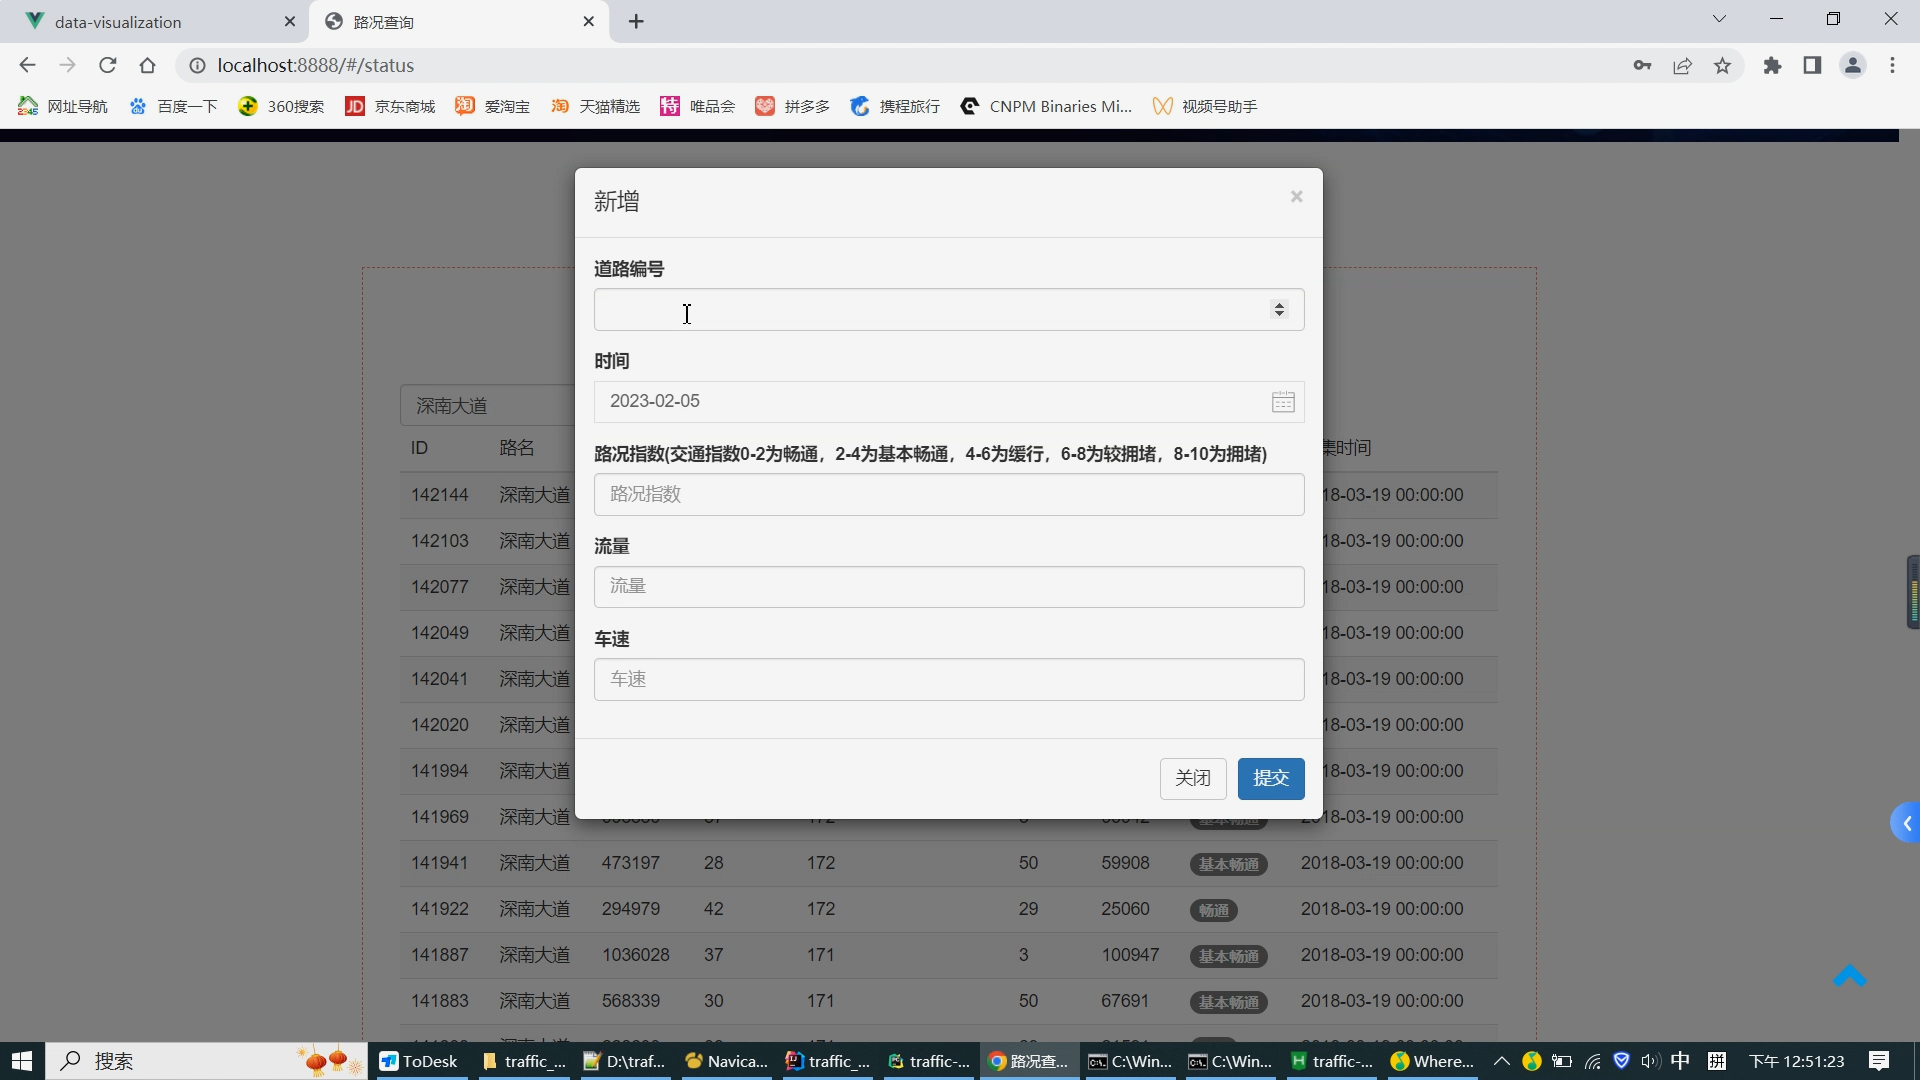 data-visualization
路况查询
localhost:8888/#/status
网址导航 百度一下 360搜索 京东商城 爱淘宝 天猫精选 唯品会 拼多多 携程旅行 CNPM Binaries Mi... 视频号助手
新增
×
道路编号
时间
2023-02-05
路况指数(交通指数0-2为畅通，2-4为基本畅通，4-6为缓行，6-8为较拥堵，8-10为拥堵)
路况指数
流量
流量
车速
车速
关闭 提交
深南大道
ID 路名 集时间
142144 深南大道 18-03-19 00:00:00
142103 深南大道 18-03-19 00:00:00
142077 深南大道 18-03-19 00:00:00
142049 深南大道 18-03-19 00:00:00
142041 深南大道 18-03-19 00:00:00
142020 深南大道 18-03-19 00:00:00
141994 深南大道 18-03-19 00:00:00
141969 深南大道 2018-03-19 00:00:00
141941 深南大道 473197 28 172 50 59908 基本畅通 2018-03-19 00:00:00
141922 深南大道 294979 42 172 29 25060 畅通 2018-03-19 00:00:00
141887 深南大道 1036028 37 171 3 100947 基本畅通 2018-03-19 00:00:00
141883 深南大道 568339 30 171 50 67691 基本畅通 2018-03-19 00:00:00
搜索 ToDesk traffic_... D:\traf... Navica... traffic_... traffic-... 路况查... C:\Win... C:\Win... traffic-... Where... 中 拼 下午 12:51:23